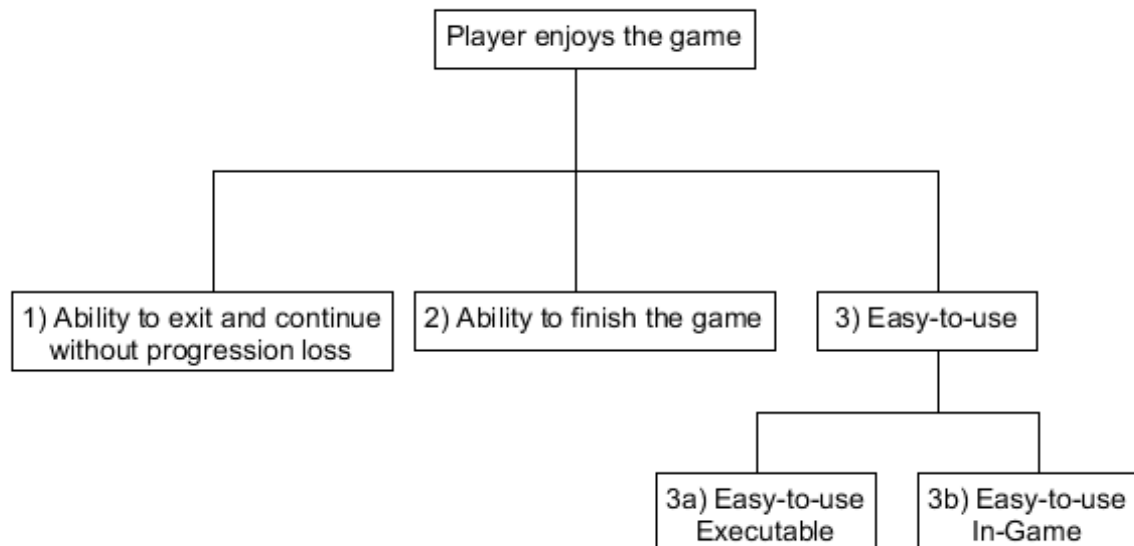 Player enjoys the game
1) Ability to exit and continue
without progression loss
2) Ability to finish the game
3) Easy-to-use
3a) Easy-to-use
Executable
3b) Easy-to-use
In-Game